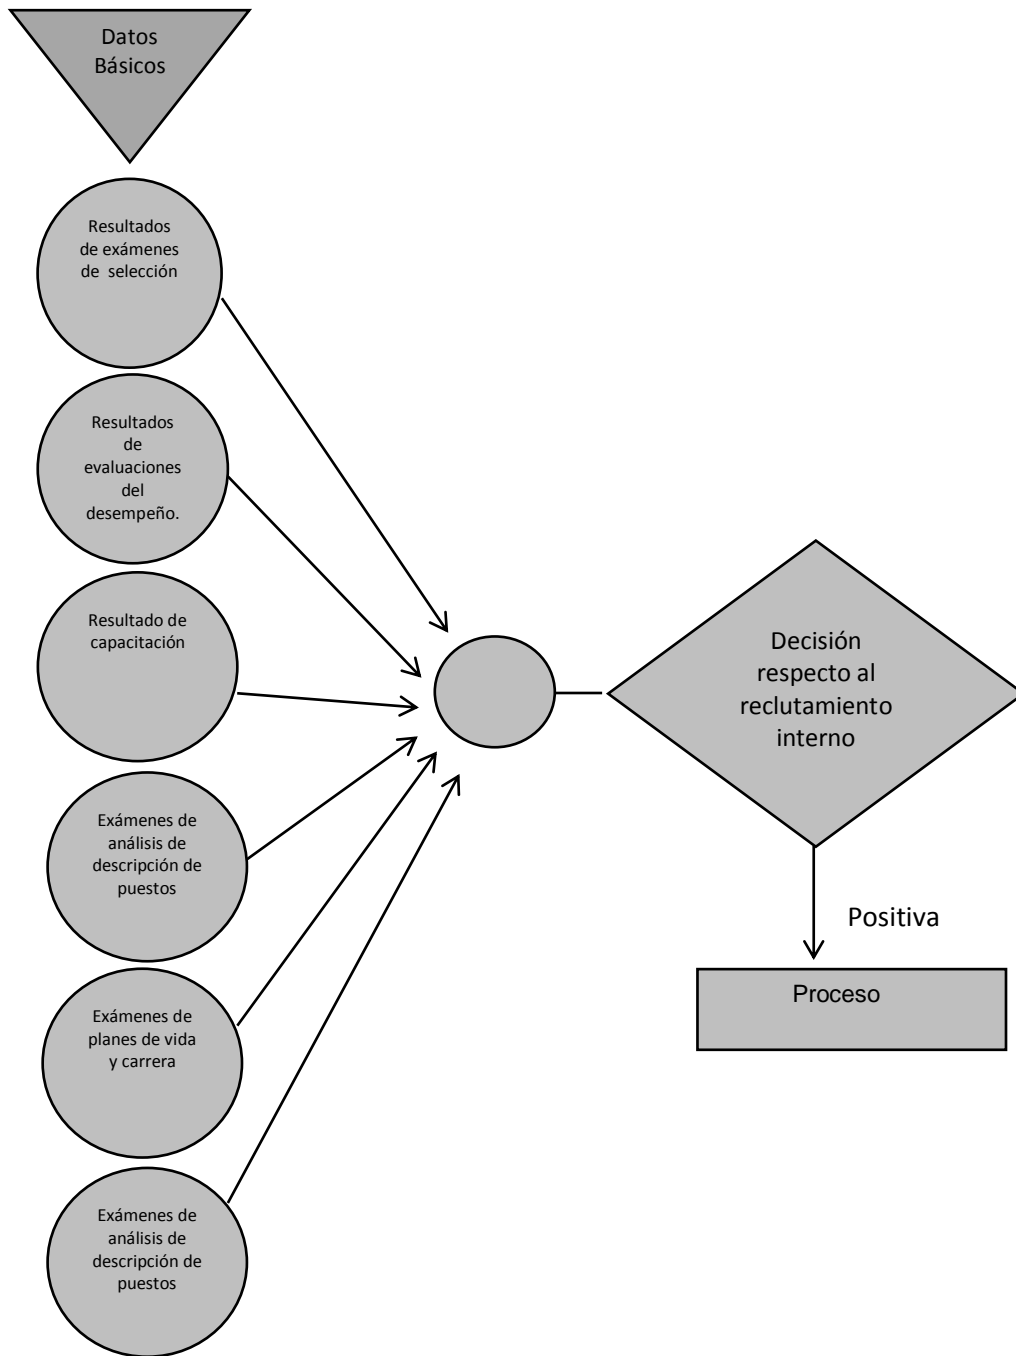 Datos
Básicos
Resultados
de exámenes
de selección
Resultados
de
evaluaciones
del
desempeño.
Resultado de
capacitación
Exámenes de
análisis de
descripción de
puestos
Exámenes de
planes de vida
y carrera
Exámenes de
análisis de
descripción de
puestos
Decisión
respecto al
reclutamiento
interno
Positiva
Proceso